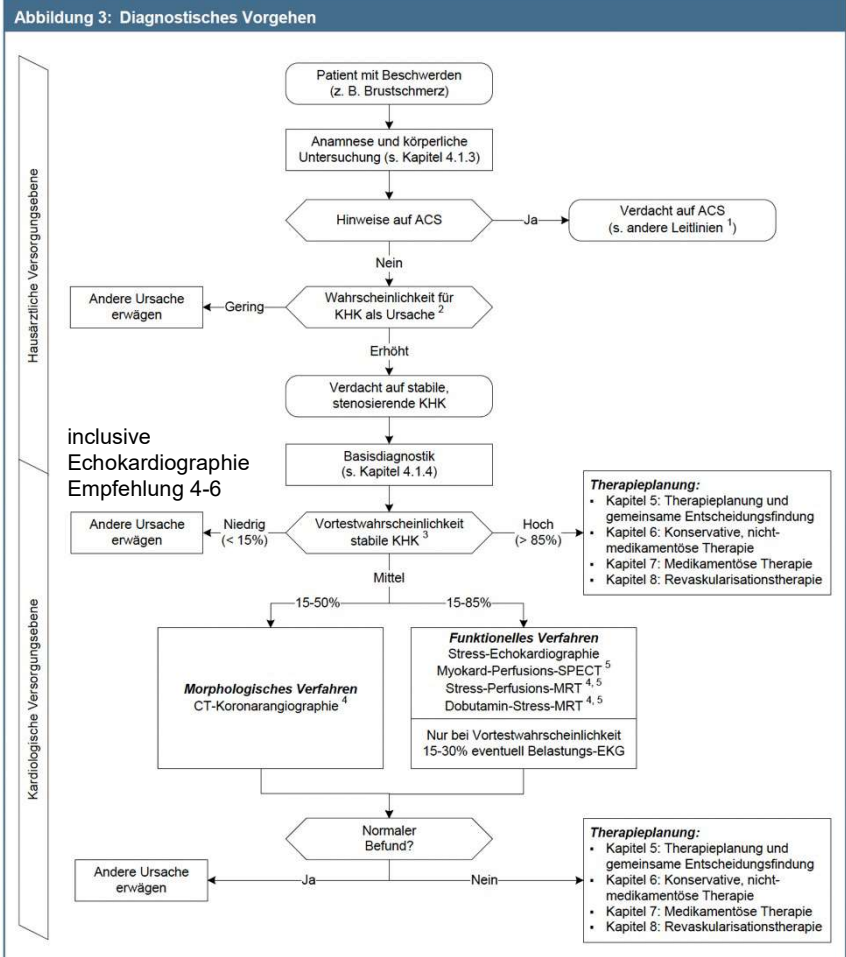 Abbildung 3: Diagnostisches Vorgehen
Hausärztliche Versorgungsebene
Patient mit Beschwerden
(z. B. Brustschmerz)
Anamnese und körperliche
Untersuchung (s. Kapitel 4.1.3)
Hinweise auf ACS
Ja
Verdacht auf ACS
(s. andere Leitlinien 1)
Nein
Andere Ursache
erwägen
Gering
Wahrscheinlichkeit für
KHK als Ursache 2
Erhöht
Verdacht auf stabile,
stenosierende KHK
inclusive
Echokardiographie
Empfehlung 4-6
Basisdiagnostik
(s. Kapitel 4.1.4)
Kardiologische Versorgungsebene
Andere Ursache
erwägen
Niedrig
(< 15%)
Vortestwahrscheinlichkeit
stabile KHK 3
Hoch
(> 85%)
Therapieplanung:
▪ Kapitel 5: Therapieplanung und
gemeinsame Entscheidungsfindung
▪ Kapitel 6: Konservative, nicht-
medikamentöse Therapie
▪ Kapitel 7: Medikamentöse Therapie
▪ Kapitel 8: Revaskularisationstherapie
Mittel
15-50%
15-85%
Morphologisches Verfahren
CT-Koronarangiographie 4
Funktionelles Verfahren
Stress-Echokardiographie
Myokard-Perfusions-SPECT 5
Stress-Perfusions-MRT 4, 5
Dobutamin-Stress-MRT 4, 5
Nur bei Vortestwahrscheinlichkeit
15-30% eventuell Belastungs-EKG
Normaler
Befund?
Andere Ursache
erwägen
Ja
Nein
Therapieplanung:
▪ Kapitel 5: Therapieplanung und
gemeinsame Entscheidungsfindung
▪ Kapitel 6: Konservative, nicht-
medikamentöse Therapie
▪ Kapitel 7: Medikamentöse Therapie
▪ Kapitel 8: Revaskularisationstherapie